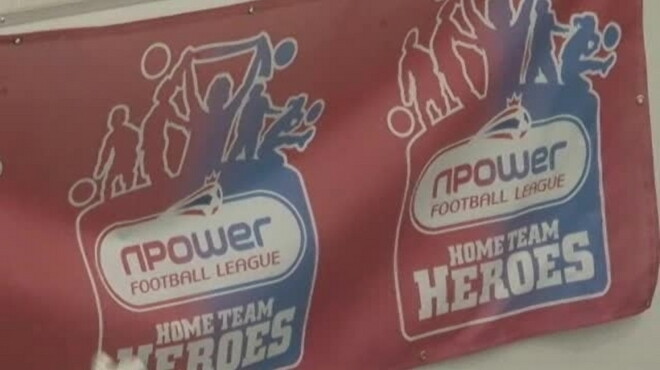 npower
FOOTBALL LEAGUE
HOME TEAM
HEROES
npower
FOOTBALL LEAGUE
HOME TEAM
HEROES